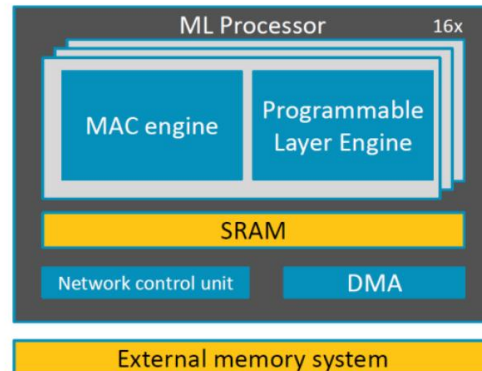 ML Processor
16x
MAC engine
Programmable
Layer Engine
SRAM
Network control unit
DMA
External memory system